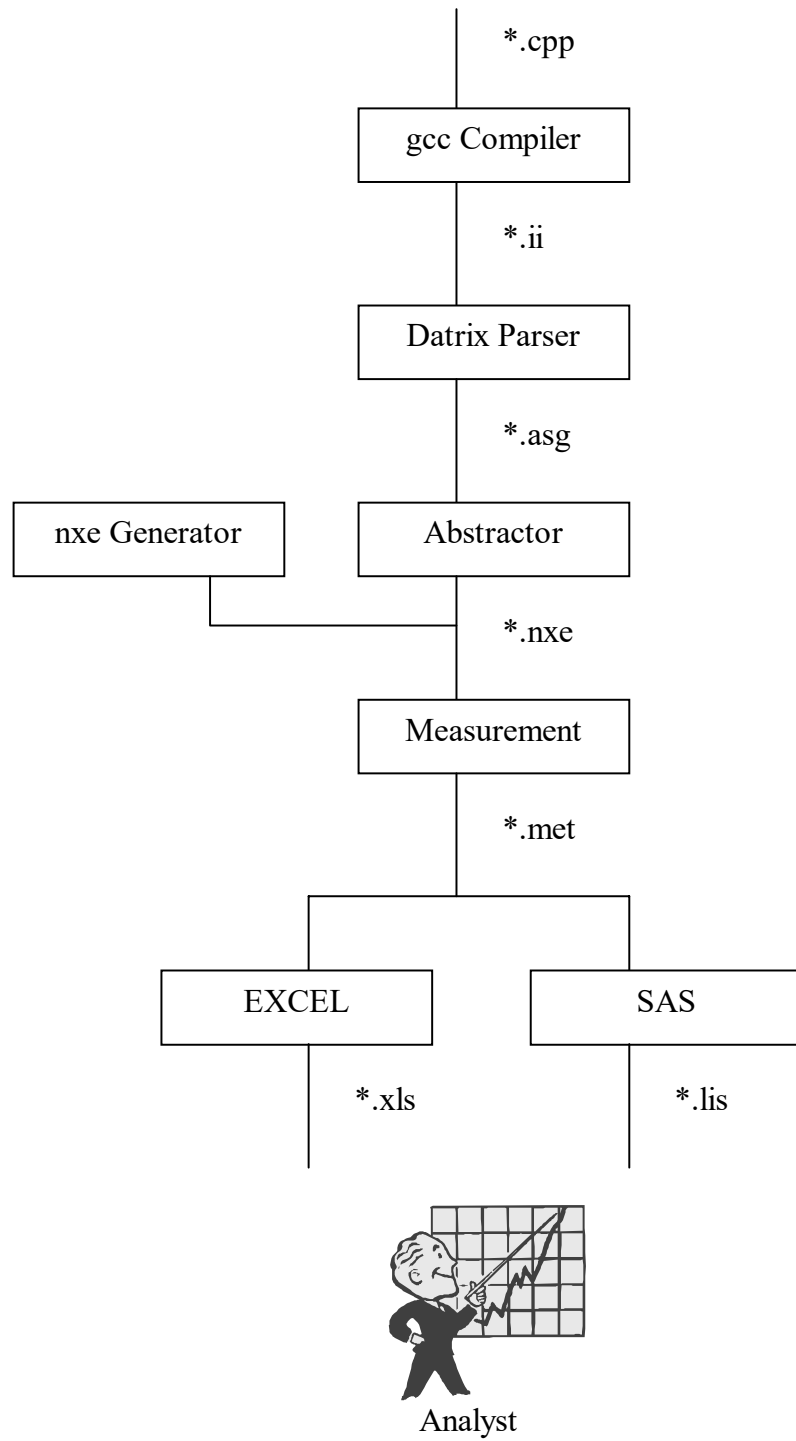 *.cpp
gcc Compiler
*.ii
Datrix Parser
*.asg
nxe Generator
Abstractor
*.nxe
Measurement
*.met
EXCEL
SAS
*.xls
*.lis
Analyst